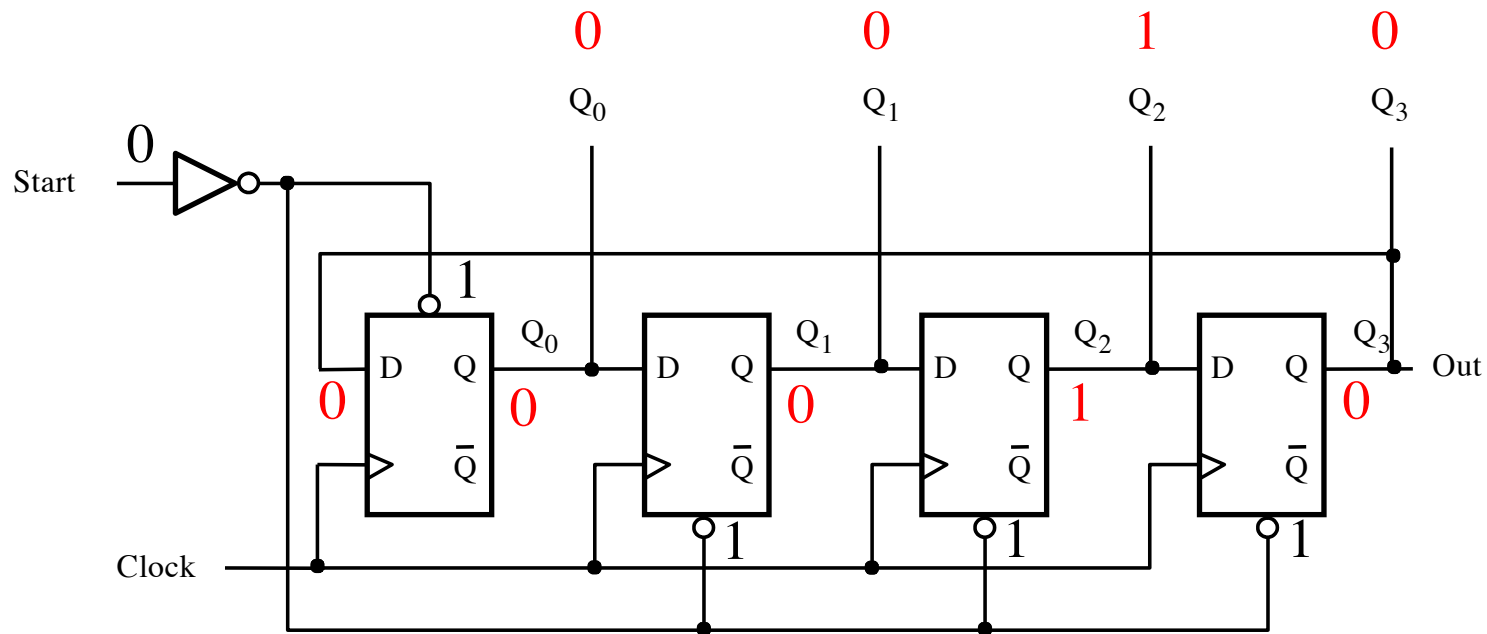 0 0 1 0
Q0 Q1 Q2 Q3
0
Start
1
Q0 Q1 Q2 Q3
D Q D Q D Q D Q Out
0 0 0 1 0
Q̅ Q̅ Q̅ Q̅
1 1 1
Clock